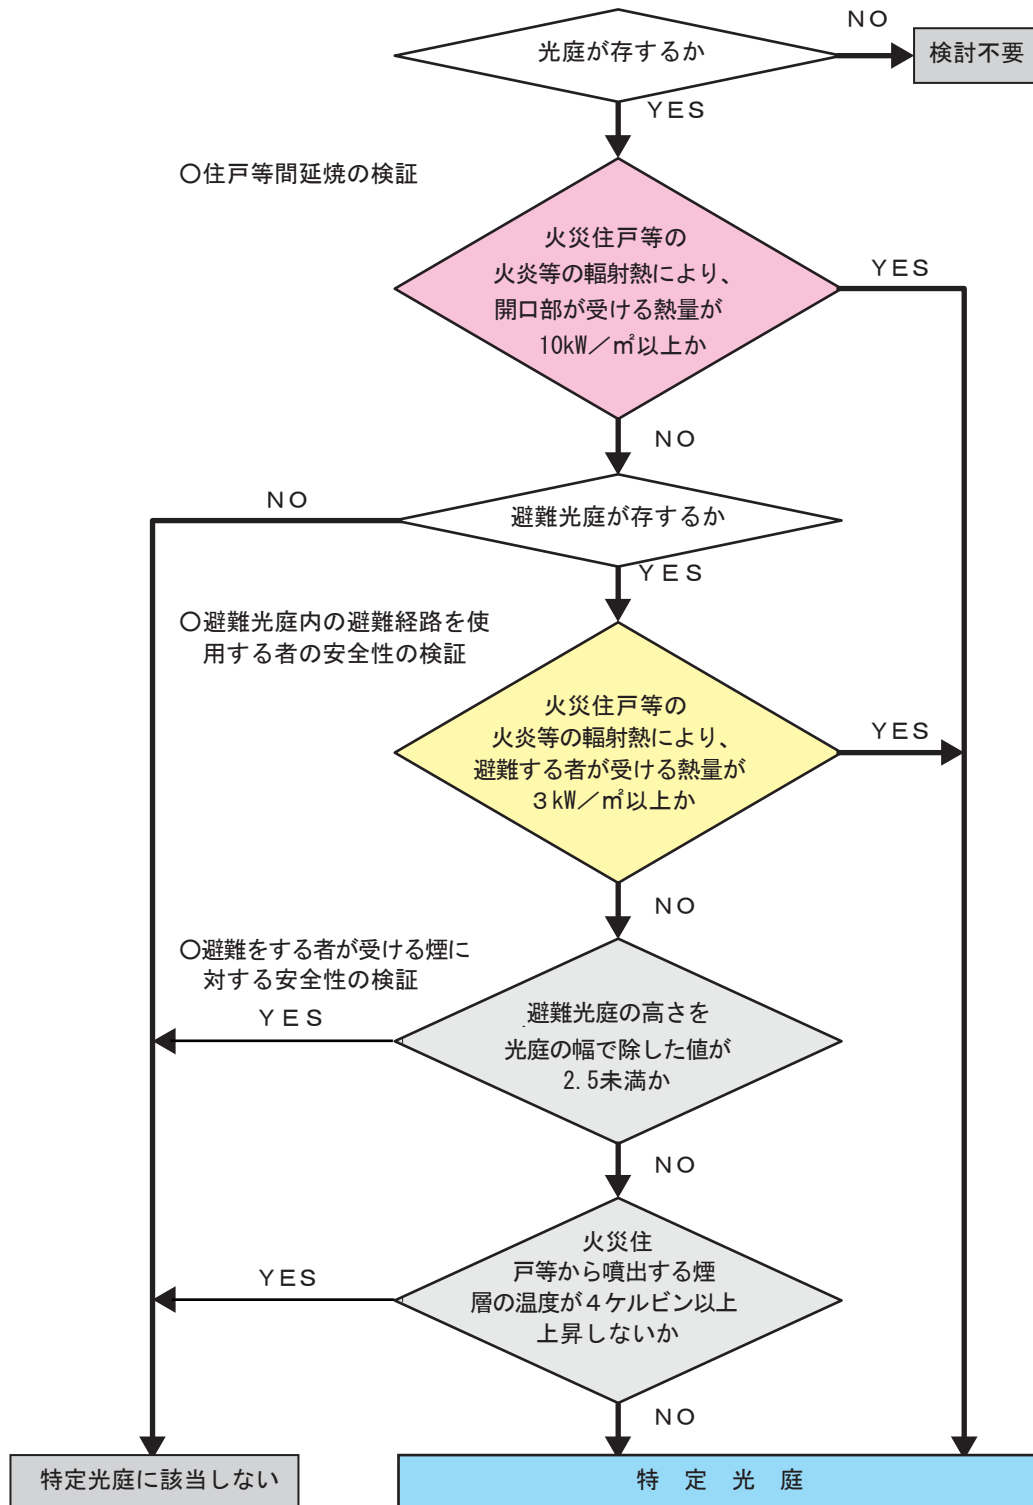 光庭が存するか
NO
検討不要
YES
○住戸等間延焼の検証
火災住戸等の
火炎等の輻射熱により、
開口部が受ける熱量が
10kW／㎡以上か
YES
NO
避難光庭が存するか
NO
YES
○避難光庭内の避難経路を使
用する者の安全性の検証
火災住戸等の
火炎等の輻射熱により、
避難する者が受ける熱量が
３kW／㎡以上か
YES
NO
○避難をする者が受ける煙に
対する安全性の検証
避難光庭の高さを
光庭の幅で除した値が
2.5未満か
YES
NO
火災住
戸等から噴出する煙
層の温度が４ケルビン以上
上昇しないか
YES
NO
特定光庭に該当しない
特 定 光 庭